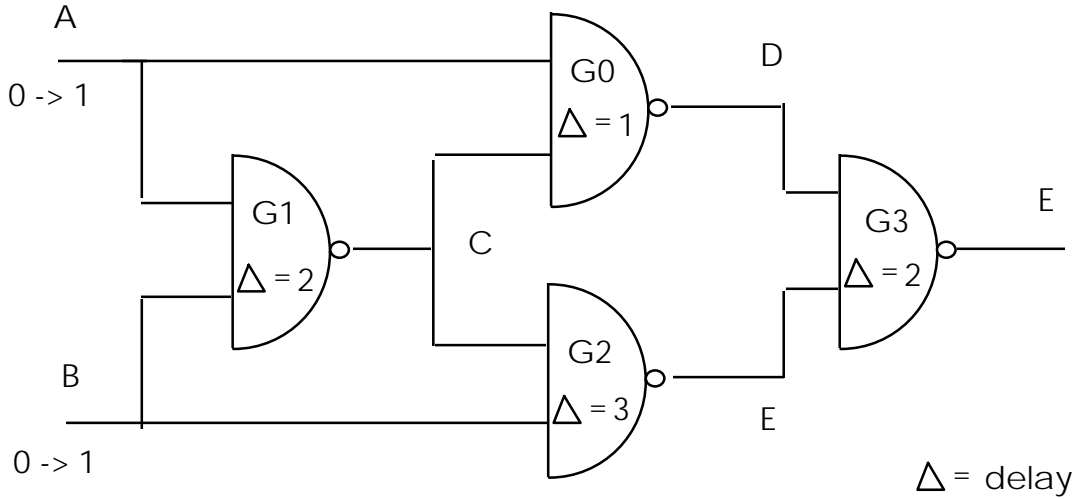 A
0 -> 1
G0
Δ = 1
D
G1
Δ = 2
C
G3
Δ = 2
E
B
0 -> 1
G2
Δ = 3
E
Δ = delay